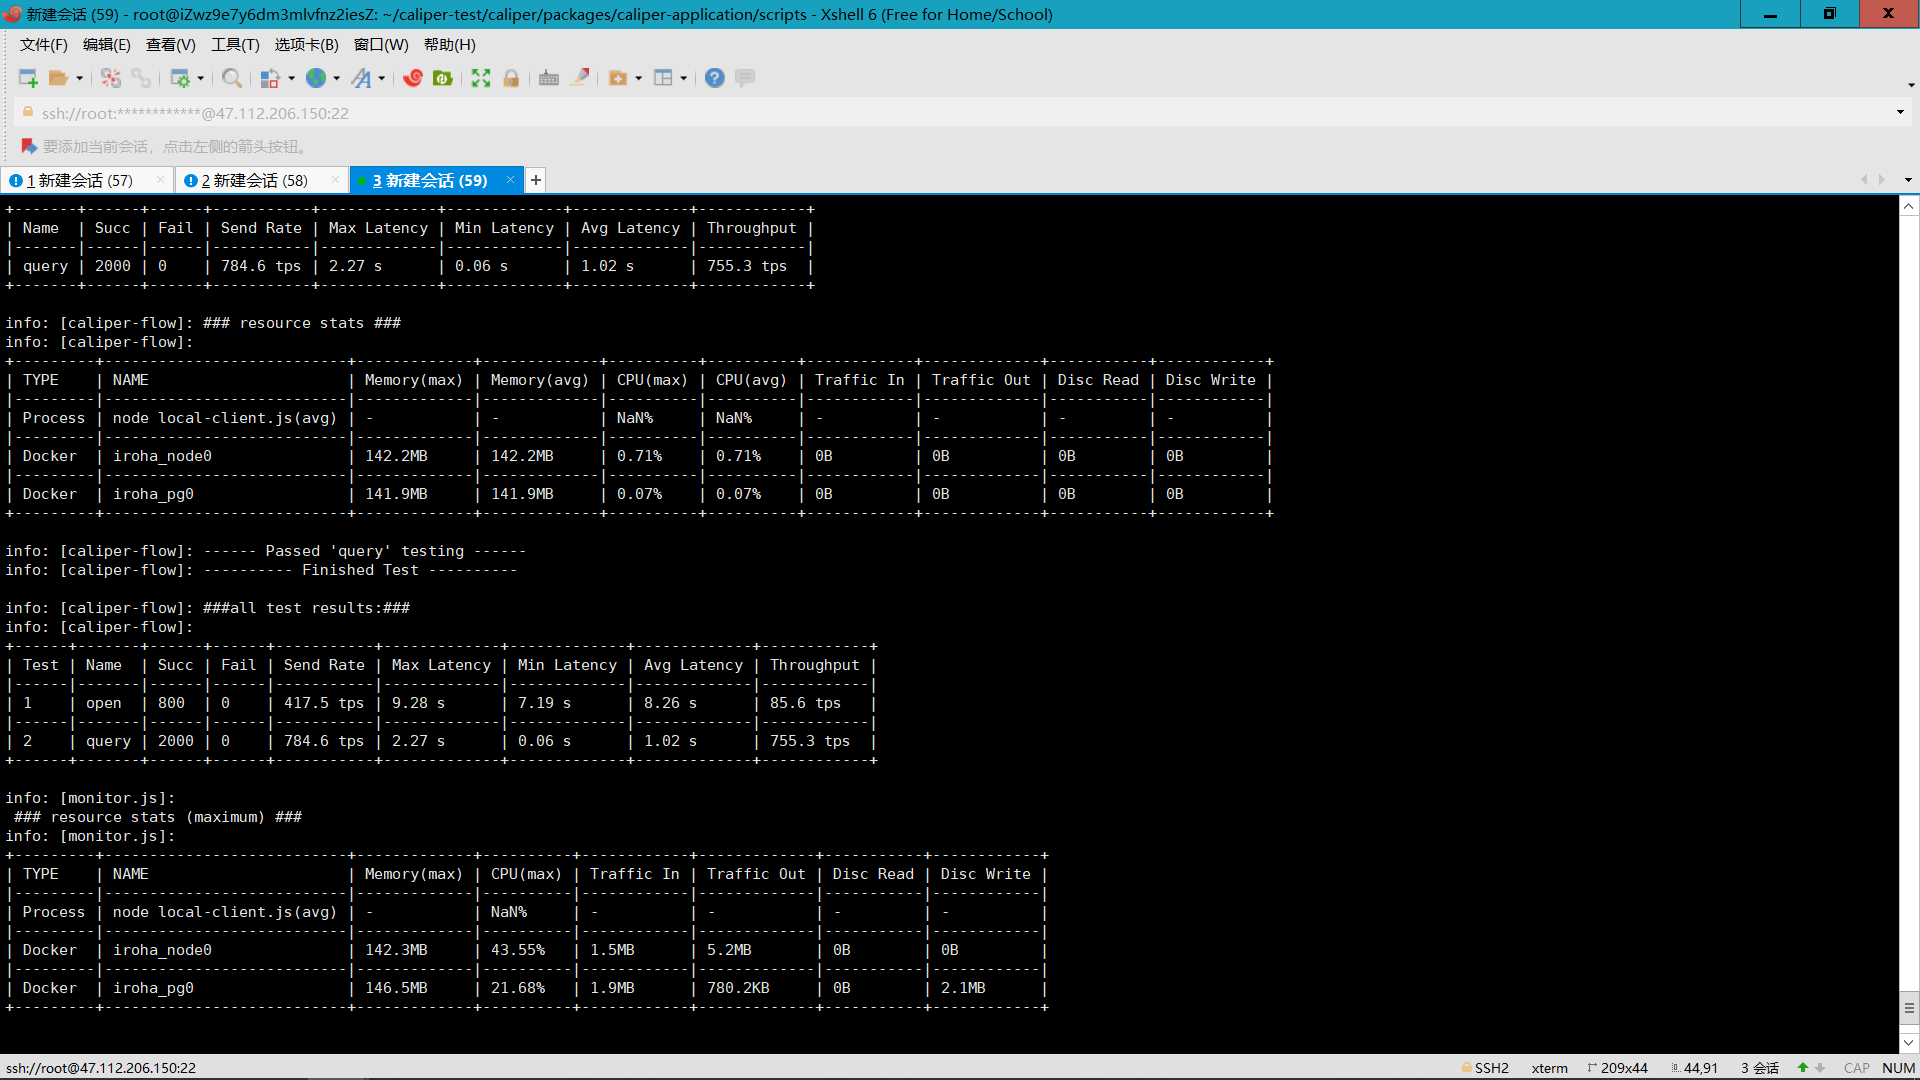 新建会话 (59) - root@iZwz9e7y6dm3mlvfnz2iesZ: ~/caliper-test/caliper/packages/caliper-application/scripts - Xshell 6 (Free for Home/School)
文件(F) 编辑(E) 查看(V) 工具(T) 选项卡(B) 窗口(W) 帮助(H)
ssh://root:************@47.112.206.150:22
要添加当前会话，点击左侧的箭头按钮。
1 新建会话 (57) × 2 新建会话 (58) × 3 新建会话 (59) × +
+-------+------+------+-----------+-------------+-------------+-------------+------------+
| Name  | Succ | Fail | Send Rate | Max Latency | Min Latency | Avg Latency | Throughput |
|-------|------|------|-----------|-------------|-------------|-------------|------------|
| query | 2000 | 0    | 784.6 tps | 2.27 s      | 0.06 s      | 1.02 s      | 755.3 tps  |
+-------+------+------+-----------+-------------+-------------+-------------+------------+
info: [caliper-flow]: ### resource stats ###
info: [caliper-flow]:
+---------+---------------------------+-------------+-------------+----------+----------+------------+-------------+-----------+------------+
| TYPE    | NAME                      | Memory(max) | Memory(avg) | CPU(max) | CPU(avg) | Traffic In | Traffic Out | Disc Read | Disc Write |
|---------|---------------------------|-------------|-------------|----------|----------|------------|-------------|-----------|------------|
| Process | node local-client.js(avg) | -           | -           | NaN%     | NaN%     | -          | -           | -         | -          |
|---------|---------------------------|-------------|-------------|----------|----------|------------|-------------|-----------|------------|
| Docker  | iroha_node0               | 142.2MB     | 142.2MB     | 0.71%    | 0.71%    | 0B         | 0B          | 0B        | 0B         |
|---------|---------------------------|-------------|-------------|----------|----------|------------|-------------|-----------|------------|
| Docker  | iroha_pg0                 | 141.9MB     | 141.9MB     | 0.07%    | 0.07%    | 0B         | 0B          | 0B        | 0B         |
+---------+---------------------------+-------------+-------------+----------+----------+------------+-------------+-----------+------------+
info: [caliper-flow]: ------ Passed 'query' testing ------
info: [caliper-flow]: ---------- Finished Test ----------
info: [caliper-flow]: ###all test results:###
info: [caliper-flow]:
+------+-------+------+------+-----------+-------------+-------------+-------------+------------+
| Test | Name  | Succ | Fail | Send Rate | Max Latency | Min Latency | Avg Latency | Throughput |
|------|-------|------|------|-----------|-------------|-------------|-------------|------------|
| 1    | open  | 800  | 0    | 417.5 tps | 9.28 s      | 7.19 s      | 8.26 s      | 85.6 tps   |
|------|-------|------|------|-----------|-------------|-------------|-------------|------------|
| 2    | query | 2000 | 0    | 784.6 tps | 2.27 s      | 0.06 s      | 1.02 s      | 755.3 tps  |
+------+-------+------+------+-----------+-------------+-------------+-------------+------------+
info: [monitor.js]:
### resource stats (maximum) ###
info: [monitor.js]:
+---------+---------------------------+-------------+----------+------------+-------------+-----------+------------+
| TYPE    | NAME                      | Memory(max) | CPU(max) | Traffic In | Traffic Out | Disc Read | Disc Write |
|---------|---------------------------|-------------|----------|------------|-------------|-----------|------------|
| Process | node local-client.js(avg) | -           | NaN%     | -          | -           | -         | -          |
|---------|---------------------------|-------------|----------|------------|-------------|-----------|------------|
| Docker  | iroha_node0               | 142.3MB     | 43.55%   | 1.5MB      | 5.2MB       | 0B        | 0B         |
|---------|---------------------------|-------------|----------|------------|-------------|-----------|------------|
| Docker  | iroha_pg0                 | 146.5MB     | 21.68%   | 1.9MB      | 780.2KB     | 0B        | 2.1MB      |
+---------+---------------------------+-------------+----------+------------+-------------+-----------+------------+
ssh://root@47.112.206.150:22 SSH2 xterm 209x44 44,91 3 会话 CAP NUM